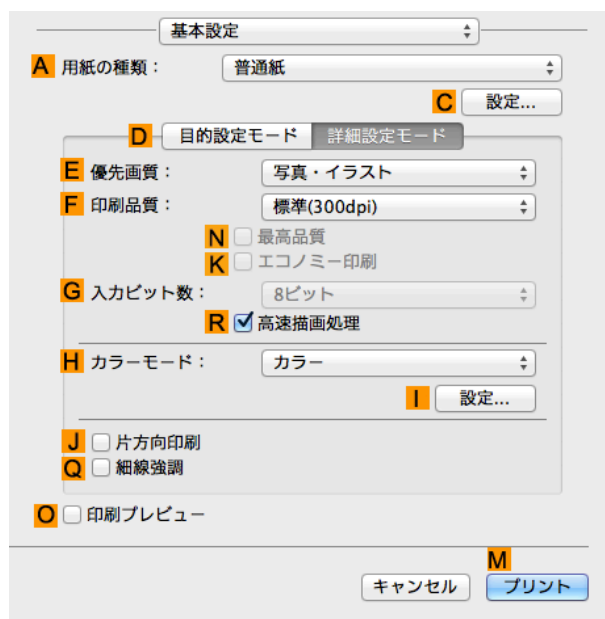 基本設定
A 用紙の種類： 普通紙
C 設定...
D 目的設定モード 詳細設定モード
E 優先画質： 写真・イラスト
F 印刷品質： 標準(300dpi)
N 最高品質
K エコノミー印刷
G 入力ビット数： 8ビット
R 高速描画処理
H カラーモード： カラー
I 設定...
J 片方向印刷
Q 細線強調
O 印刷プレビュー
M
キャンセル プリント